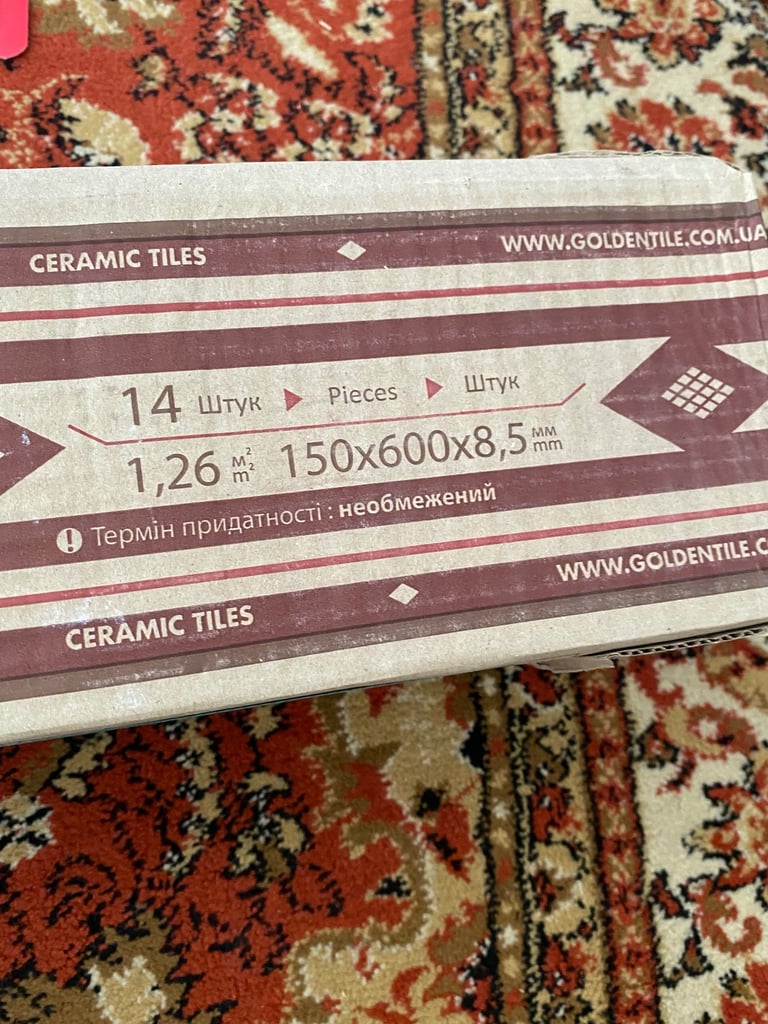 CERAMIC TILES WWW.GOLDENTILE.COM.UA
14 Штук Pieces Штук
1,26 м² m² 150x600x8,5 мм mm
! Термін придатності : необмежений
CERAMIC TILES WWW.GOLDENTILE.C